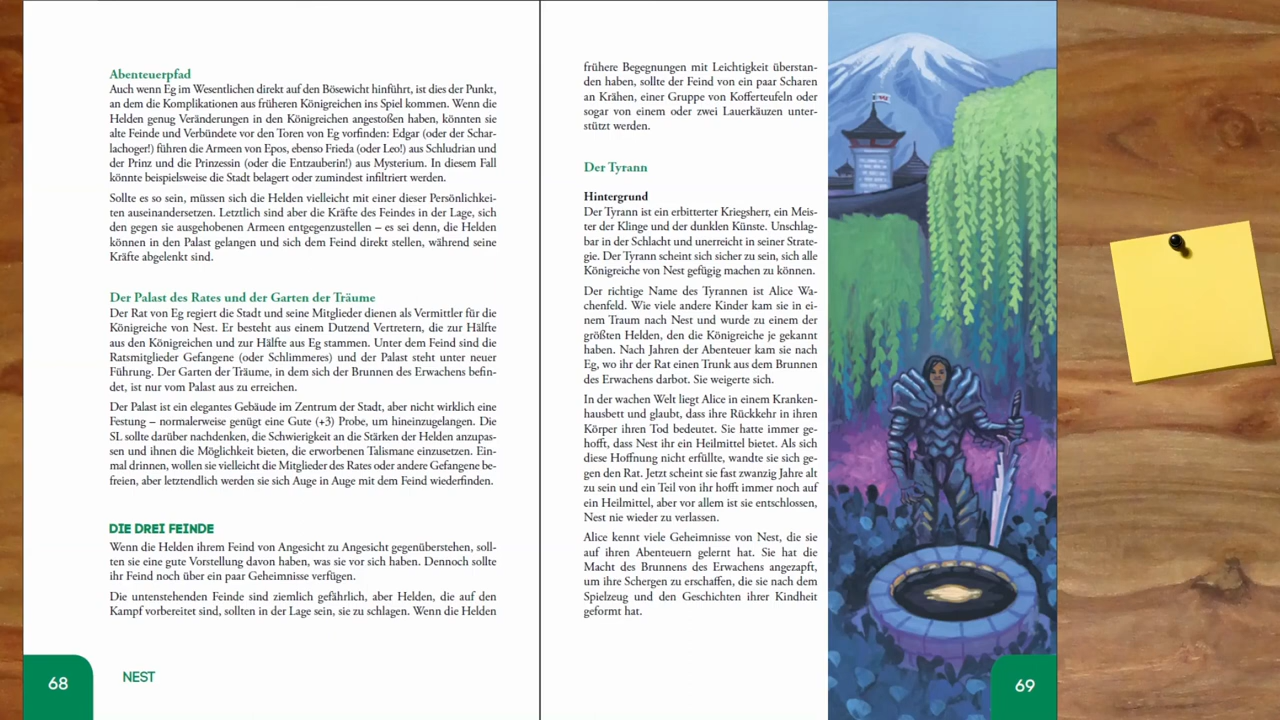 Abenteuerpfad
Auch wenn Eg im Wesentlichen direkt auf den Bösewicht hinführt, ist dies der Punkt,
an dem die Komplikationen aus früheren Königreichen ins Spiel kommen. Wenn die
Helden genug Veränderungen in den Königreichen angestoßen haben, könnten sie
alte Feinde und Verbündete vor den Toren von Eg vorfinden: Edgar (oder der Schar-
lachoger!) führen die Armeen von Epos, ebenso Frieda (oder Leo!) aus Schludrian und
der Prinz und die Prinzessin (oder die Entzauberin!) aus Mysterium. In diesem Fall
könnte beispielsweise die Stadt belagert oder zumindest infiltriert werden.
Sollte es so sein, müssen sich die Helden vielleicht mit einer dieser Persönlichkei-
ten auseinandersetzen. Letztlich sind aber die Kräfte des Feindes in der Lage, sich
den gegen sie ausgehobenen Armeen entgegenzustellen – es sei denn, die Helden
können in den Palast gelangen und sich dem Feind direkt stellen, während seine
Kräfte abgelenkt sind.
Der Palast des Rates und der Garten der Träume
Der Rat von Eg regiert die Stadt und seine Mitglieder dienen als Vermittler für die
Königreiche von Nest. Er besteht aus einem Dutzend Vertretern, die zur Hälfte
aus den Königreichen und zur Hälfte aus Eg stammen. Unter dem Feind sind die
Ratsmitglieder Gefangene (oder Schlimmeres) und der Palast steht unter neuer
Führung. Der Garten der Träume, in dem sich der Brunnen des Erwachens befin-
det, ist nur vom Palast aus zu erreichen.
Der Palast ist ein elegantes Gebäude im Zentrum der Stadt, aber nicht wirklich eine
Festung – normalerweise genügt eine Gute (+3) Probe, um hineinzugelangen. Die
SL sollte darüber nachdenken, die Schwierigkeit an die Stärken der Helden anzupas-
sen und ihnen die Möglichkeit bieten, die erworbenen Talismane einzusetzen. Ein-
mal drinnen, wollen sie vielleicht die Mitglieder des Rates oder andere Gefangene be-
freien, aber letztendlich werden sie sich Auge in Auge mit dem Feind wiederfinden.
DIE DREI FEINDE
Wenn die Helden ihrem Feind von Angesicht zu Angesicht gegenüberstehen, soll-
ten sie eine gute Vorstellung davon haben, was sie vor sich haben. Dennoch sollte
ihr Feind noch über ein paar Geheimnisse verfügen.
Die untenstehenden Feinde sind ziemlich gefährlich, aber Helden, die auf den
Kampf vorbereitet sind, sollten in der Lage sein, sie zu schlagen. Wenn die Helden
68
NEST
frühere Begegnungen mit Leichtigkeit überstan-
den haben, sollte der Feind von ein paar Scharen
an Krähen, einer Gruppe von Kofferteufeln oder
sogar von einem oder zwei Lauerkäuzen unter-
stützt werden.
Der Tyrann
Hintergrund
Der Tyrann ist ein erbitterter Kriegsherr, ein Meis-
ter der Klinge und der dunklen Künste. Unschlag-
bar in der Schlacht und unerreicht in seiner Strate-
gie. Der Tyrann scheint sich sicher zu sein, sich alle
Königreiche von Nest gefügig machen zu können.
Der richtige Name des Tyrannen ist Alice Wa-
chenfeld. Wie viele andere Kinder kam sie in ei-
nem Traum nach Nest und wurde zu einem der
größten Helden, den die Königreiche je gekannt
haben. Nach Jahren der Abenteuer kam sie nach
Eg, wo ihr der Rat einen Trunk aus dem Brunnen
des Erwachens darbot. Sie weigerte sich.
In der wachen Welt liegt Alice in einem Kranken-
hausbett und glaubt, dass ihre Rückkehr in ihren
Körper ihren Tod bedeutet. Sie hatte immer ge-
hofft, dass Nest ihr ein Heilmittel bietet. Als sich
diese Hoffnung nicht erfüllte, wandte sie sich ge-
gen den Rat. Jetzt scheint sie fast zwanzig Jahre alt
zu sein und ein Teil von ihr hofft immer noch auf
ein Heilmittel, aber vor allem ist sie entschlossen,
Nest nie wieder zu verlassen.
Alice kennt viele Geheimnisse von Nest, die sie
auf ihren Abenteuern gelernt hat. Sie hat die
Macht des Brunnens des Erwachens angezapft,
um ihre Schergen zu erschaffen, die sie nach dem
Spielzeug und den Geschichten ihrer Kindheit
geformt hat.
69